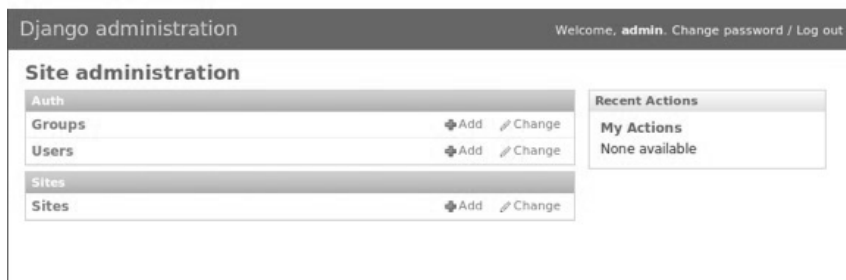 Django administration
Welcome, admin. Change password / Log out
Site administration
Auth
Groups Add Change
Users Add Change
Sites
Sites Add Change
Recent Actions
My Actions
None available